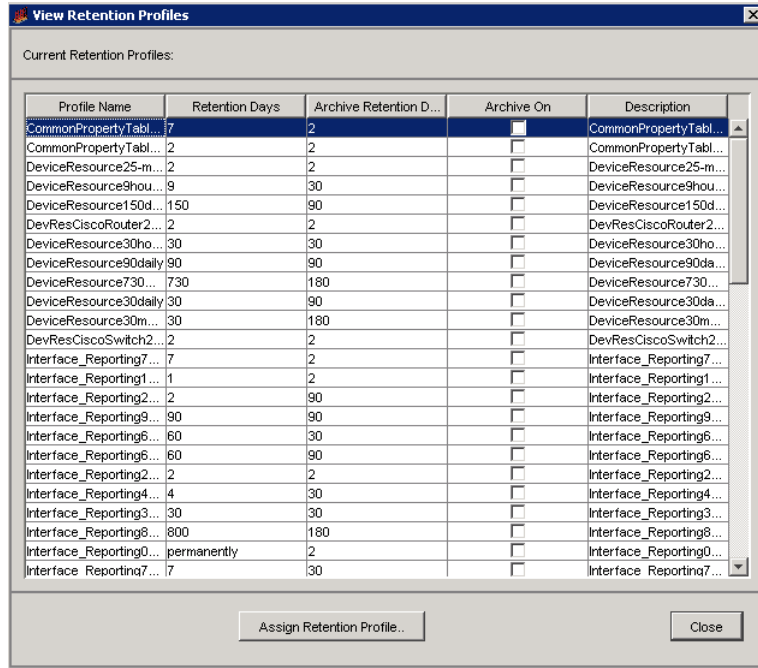 View Retention Profiles
Current Retention Profiles:
Profile Name Retention Days Archive Retention D... Archive On Description
CommonPropertyTabl... 7 2 CommonPropertyTabl...
CommonPropertyTabl... 2 2 CommonPropertyTabl...
DeviceResource25-m... 2 2 DeviceResource25-m...
DeviceResource9hou... 9 30 DeviceResource9hou...
DeviceResource150d... 150 90 DeviceResource150d...
DevResCiscoRouter2... 2 2 DevResCiscoRouter2...
DeviceResource30ho... 30 30 DeviceResource30ho...
DeviceResource90daily 90 90 DeviceResource90da...
DeviceResource730... 730 180 DeviceResource730...
DeviceResource30daily 30 90 DeviceResource30da...
DeviceResource30m... 30 180 DeviceResource30m...
DevResCiscoSwitch2... 2 2 DevResCiscoSwitch2...
Interface_Reporting7... 7 2 Interface_Reporting7...
Interface_Reporting1... 1 2 Interface_Reporting1...
Interface_Reporting2... 2 90 Interface_Reporting2...
Interface_Reporting9... 90 90 Interface_Reporting9...
Interface_Reporting6... 60 30 Interface_Reporting6...
Interface_Reporting6... 60 90 Interface_Reporting6...
Interface_Reporting2... 2 2 Interface_Reporting2...
Interface_Reporting4... 4 30 Interface_Reporting4...
Interface_Reporting3... 30 30 Interface_Reporting3...
Interface_Reporting8... 800 180 Interface_Reporting8...
Interface_Reporting0... permanently 2 Interface_Reporting0...
Interface_Reporting7... 7 30 Interface_Reporting7...
Assign Retention Profile.. Close